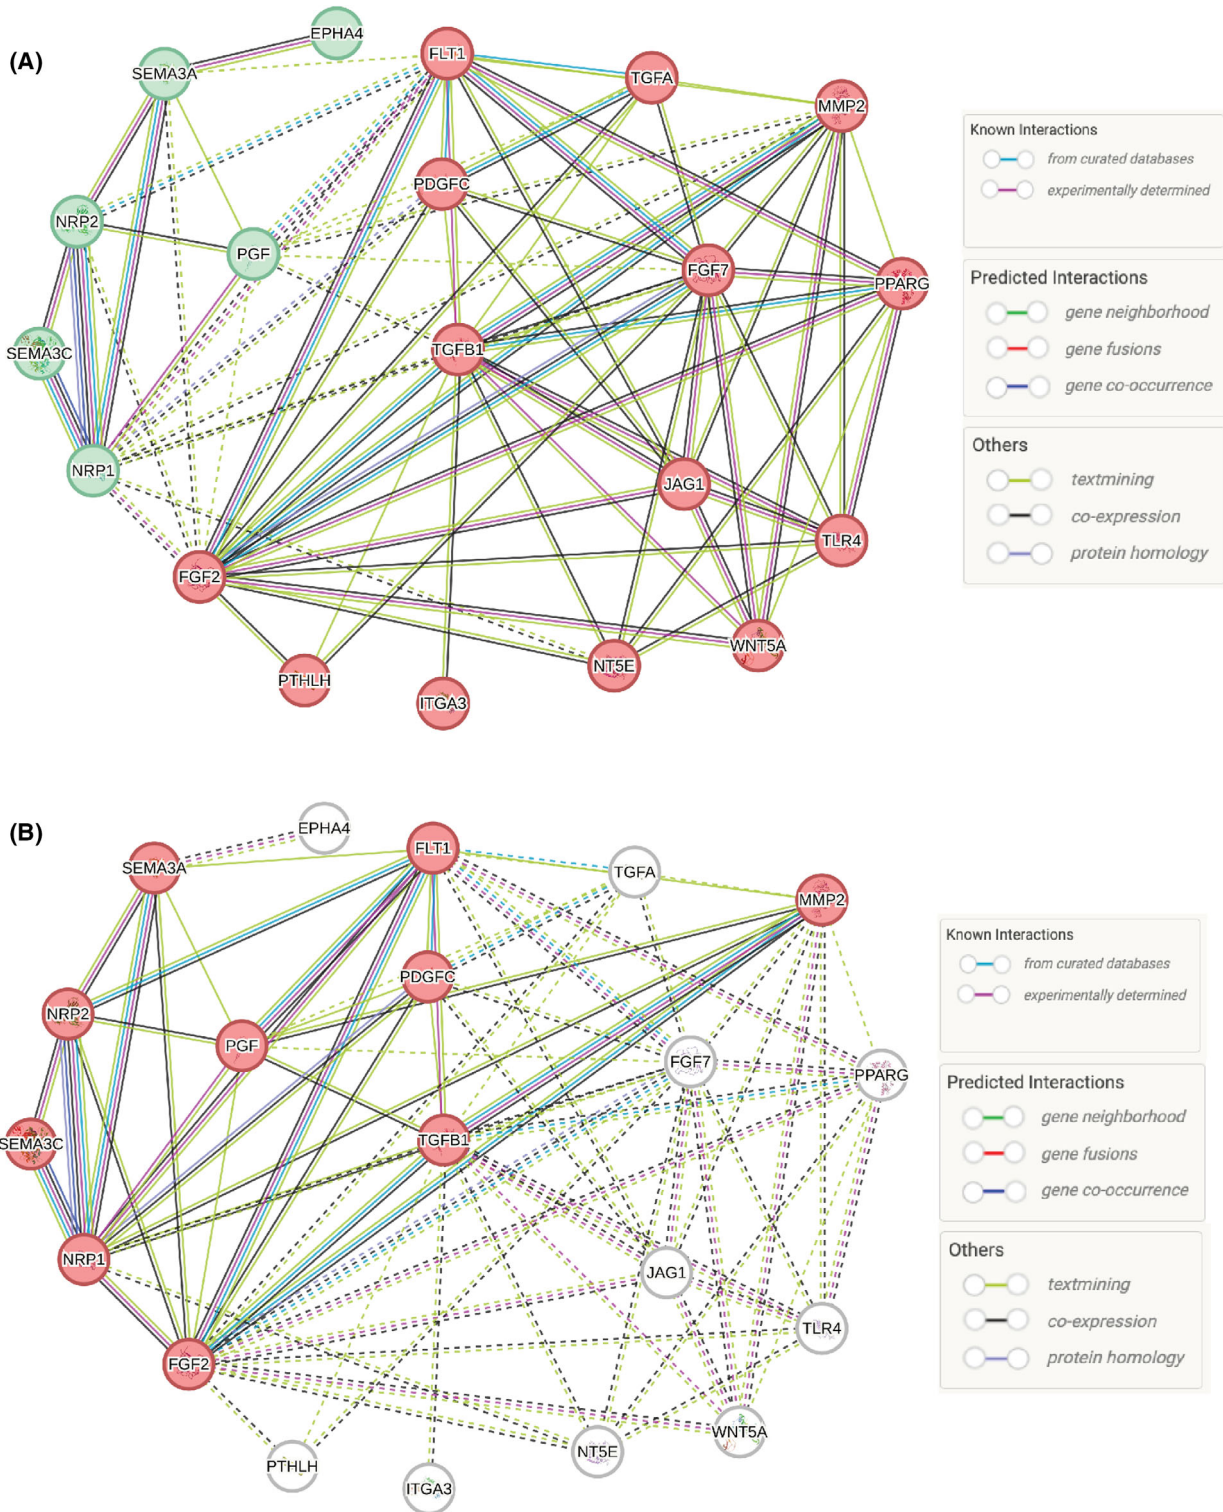 (A)
EPHA4
SEMA3A
FLT1
TGFA
MMP2
PDGFC
NRP2
PGF
FGF7
PPARG
SEMA3C
TGFB1
NRP1
JAG1
TLR4
FGF2
WNT5A
NT5E
PTHLH
ITGA3
Known Interactions
from curated databases
experimentally determined
Predicted Interactions
gene neighborhood
gene fusions
gene co-occurrence
Others
textmining
co-expression
protein homology
(B)
EPHA4
SEMA3A
FLT1
TGFA
MMP2
PDGFC
NRP2
PGF
FGF7
PPARG
SEMA3C
TGFB1
NRP1
JAG1
TLR4
FGF2
WNT5A
NT5E
PTHLH
ITGA3
Known Interactions
from curated databases
experimentally determined
Predicted Interactions
gene neighborhood
gene fusions
gene co-occurrence
Others
textmining
co-expression
protein homology